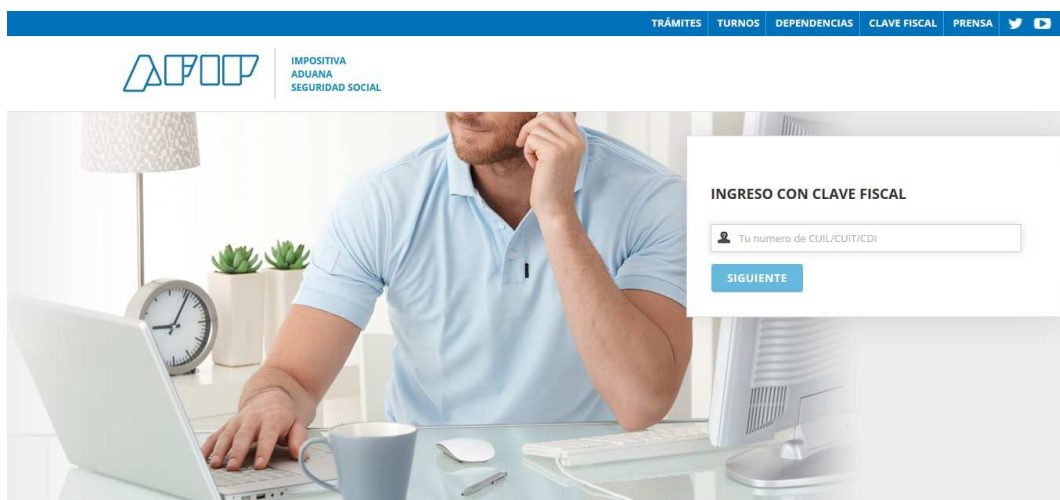 TRÁMITES TURNOS DEPENDENCIAS CLAVE FISCAL PRENSA
AFIP
IMPOSITIVA
ADUANA
SEGURIDAD SOCIAL
INGRESO CON CLAVE FISCAL
Tu numero de CUIL/CUIT/CDI
SIGUIENTE